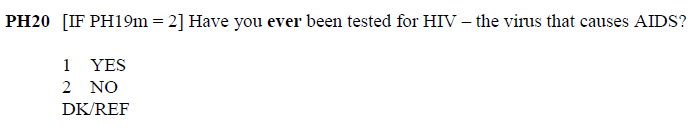 PH20 [IF PH19m = 2] Have you ever been tested for HIV – the virus that causes AIDS?
1 YES
2 NO
DK/REF